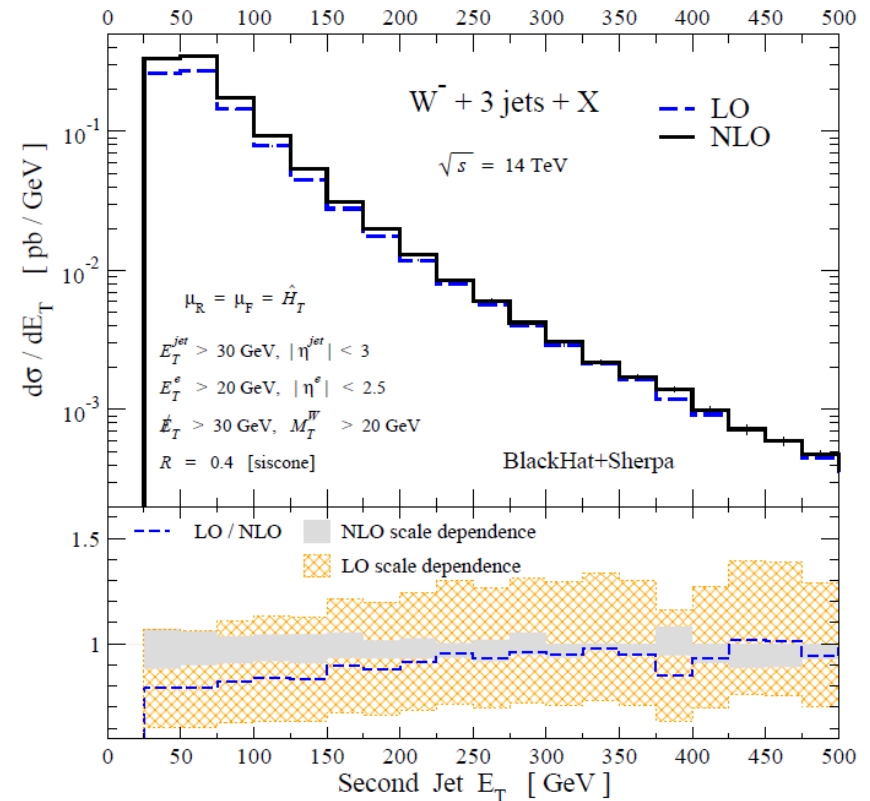 0 50 100 150 200 250 300 350 400 450 500
W⁻ + 3 jets + X
LO
NLO
√s = 14 TeV
10⁻¹
10⁻²
10⁻³
dσ / dE_T [ pb / GeV ]
μ_R = μ_F = Ĥ_T
E_T^jet > 30 GeV, | η^jet | < 3
E_T^e > 20 GeV, | η^e | < 2.5
E̸_T > 30 GeV, M_T^W > 20 GeV
R = 0.4 [siscone]
BlackHat+Sherpa
LO / NLO
NLO scale dependence
LO scale dependence
1.5
1
0 50 100 150 200 250 300 350 400 450 500
Second Jet E_T [ GeV ]